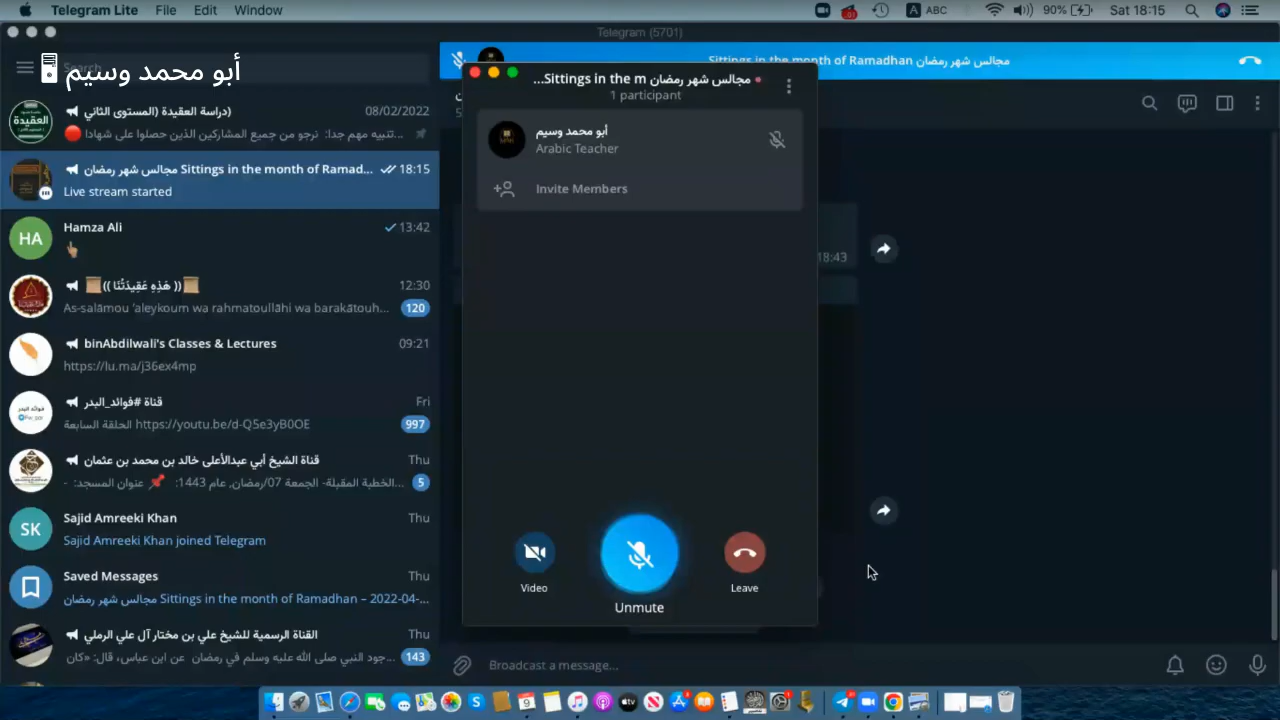 Telegram Lite File Edit Window
ABC 90% Sat 18:15
Telegram (5701)
أبو محمد وسيم
Search
دراسة العقيدة (المستوى الثاني)
08/02/2022
تنبيه مهم جدا: نرجو من جميع المشاركين الذين حصلوا على شهادا...
مجالس شهر رمضان Sittings in the month of Ramad...
18:15
Live stream started
HA
Hamza Ali
13:42
(( هَذِهِ عَقِيدَتُنَا ))
12:30
As-salāmou 'aleykoum wa rahmatoullāhi wa barakātouh...
120
binAbdilwali's Classes & Lectures
09:21
https://lu.ma/j36ex4mp
قناة #فوائد_البدر
Fri
الحلقة السابعة https://youtu.be/d-Q5e3yB0OE
997
قناة الشيخ أبي عبدالأعلى خالد بن محمد بن عثمان
Thu
الخطبة المقبلة- الجمعة 07/رمضان, عام 1443: عنوان المسجد: -...
5
SK
Sajid Amreeki Khan
Thu
Sajid Amreeki Khan joined Telegram
Saved Messages
Thu
مجالس شهر رمضان Sittings in the month of Ramadhan – 2022-04-...
القناة الرسمية للشيخ علي بن مختار آل علي الرملي
Thu
جود النبي صلى الله عليه وسلم في رمضان عن ابن عباس، قال: «كان...
143
Sittings in the month of Ramadhan مجالس شهر رمضان
...Sittings in the m مجالس شهر رمضان
1 participant
أبو محمد وسيم
Arabic Teacher
Invite Members
18:43
Video
Unmute
Leave
Broadcast a message...